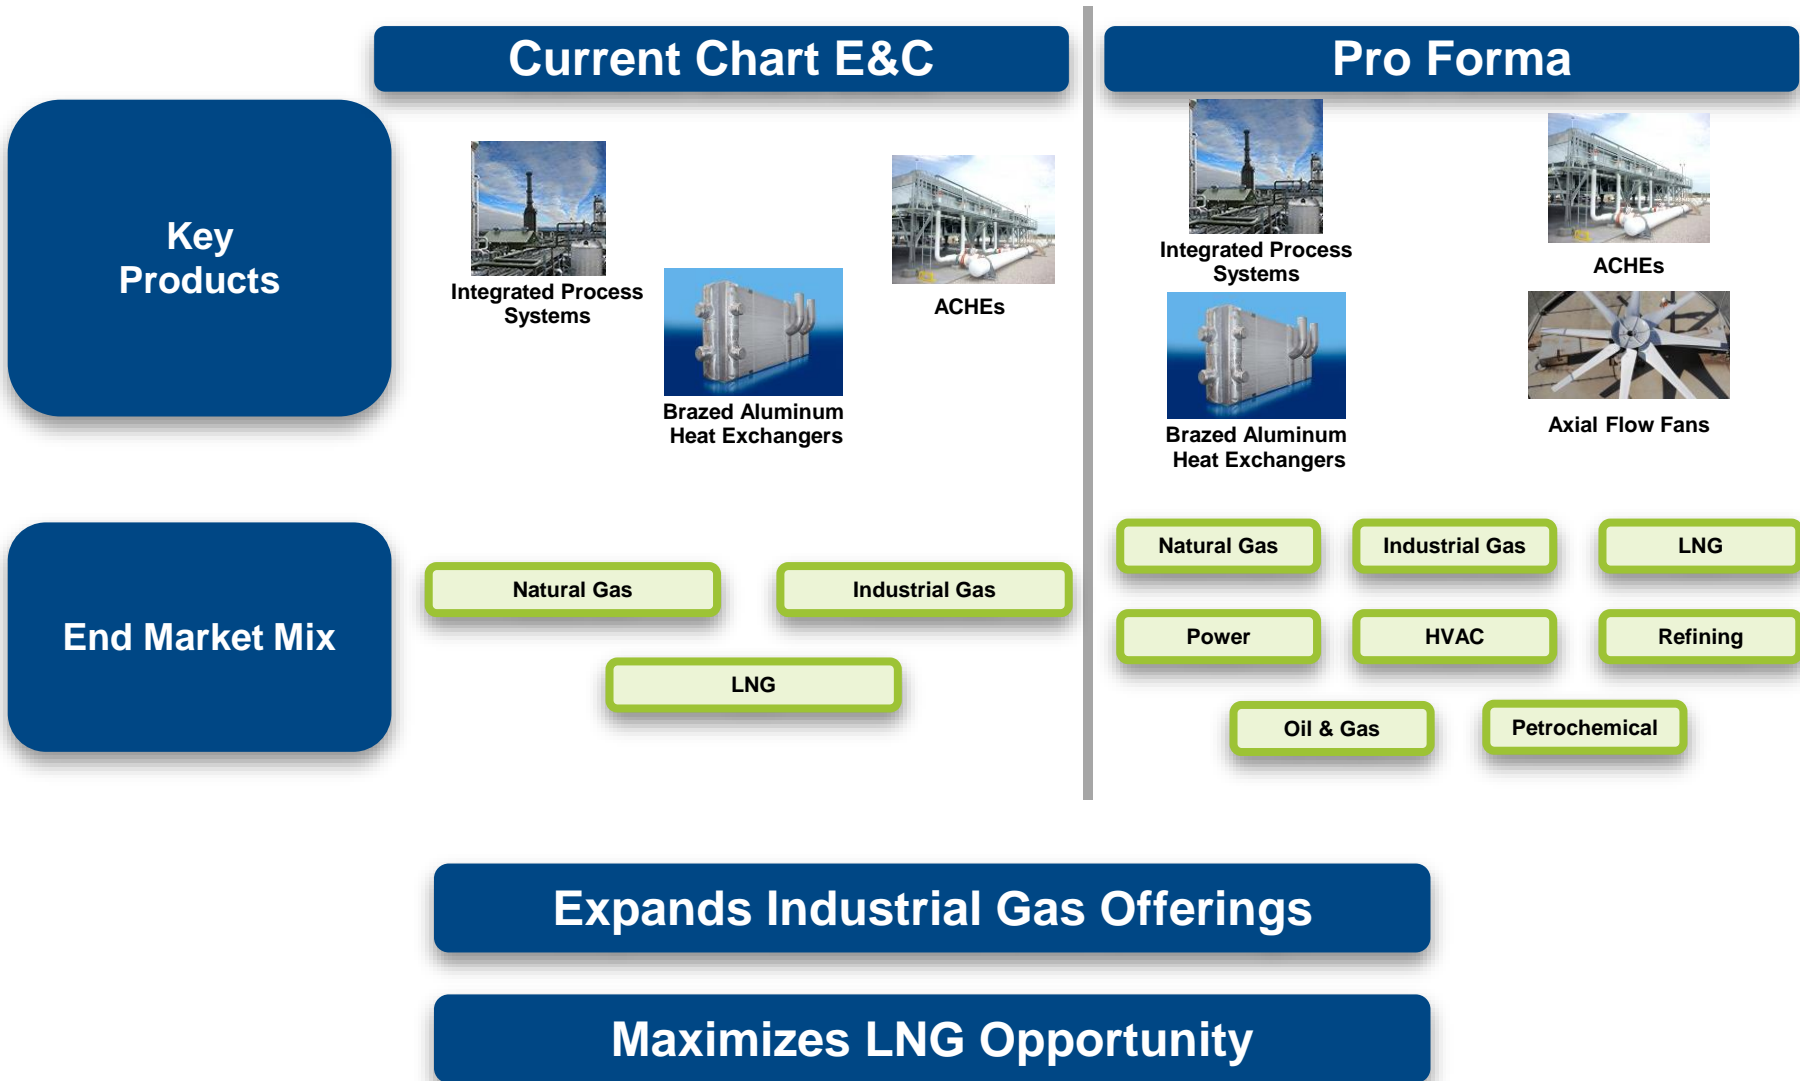 Current Chart E&C
Pro Forma
Key
Products
Integrated Process
Systems
Brazed Aluminum
Heat Exchangers
ACHEs
Integrated Process
Systems
ACHEs
Brazed Aluminum
Heat Exchangers
Axial Flow Fans
End Market Mix
Natural Gas
Industrial Gas
LNG
Natural Gas
Industrial Gas
LNG
Power
HVAC
Refining
Oil & Gas
Petrochemical
Expands Industrial Gas Offerings
Maximizes LNG Opportunity